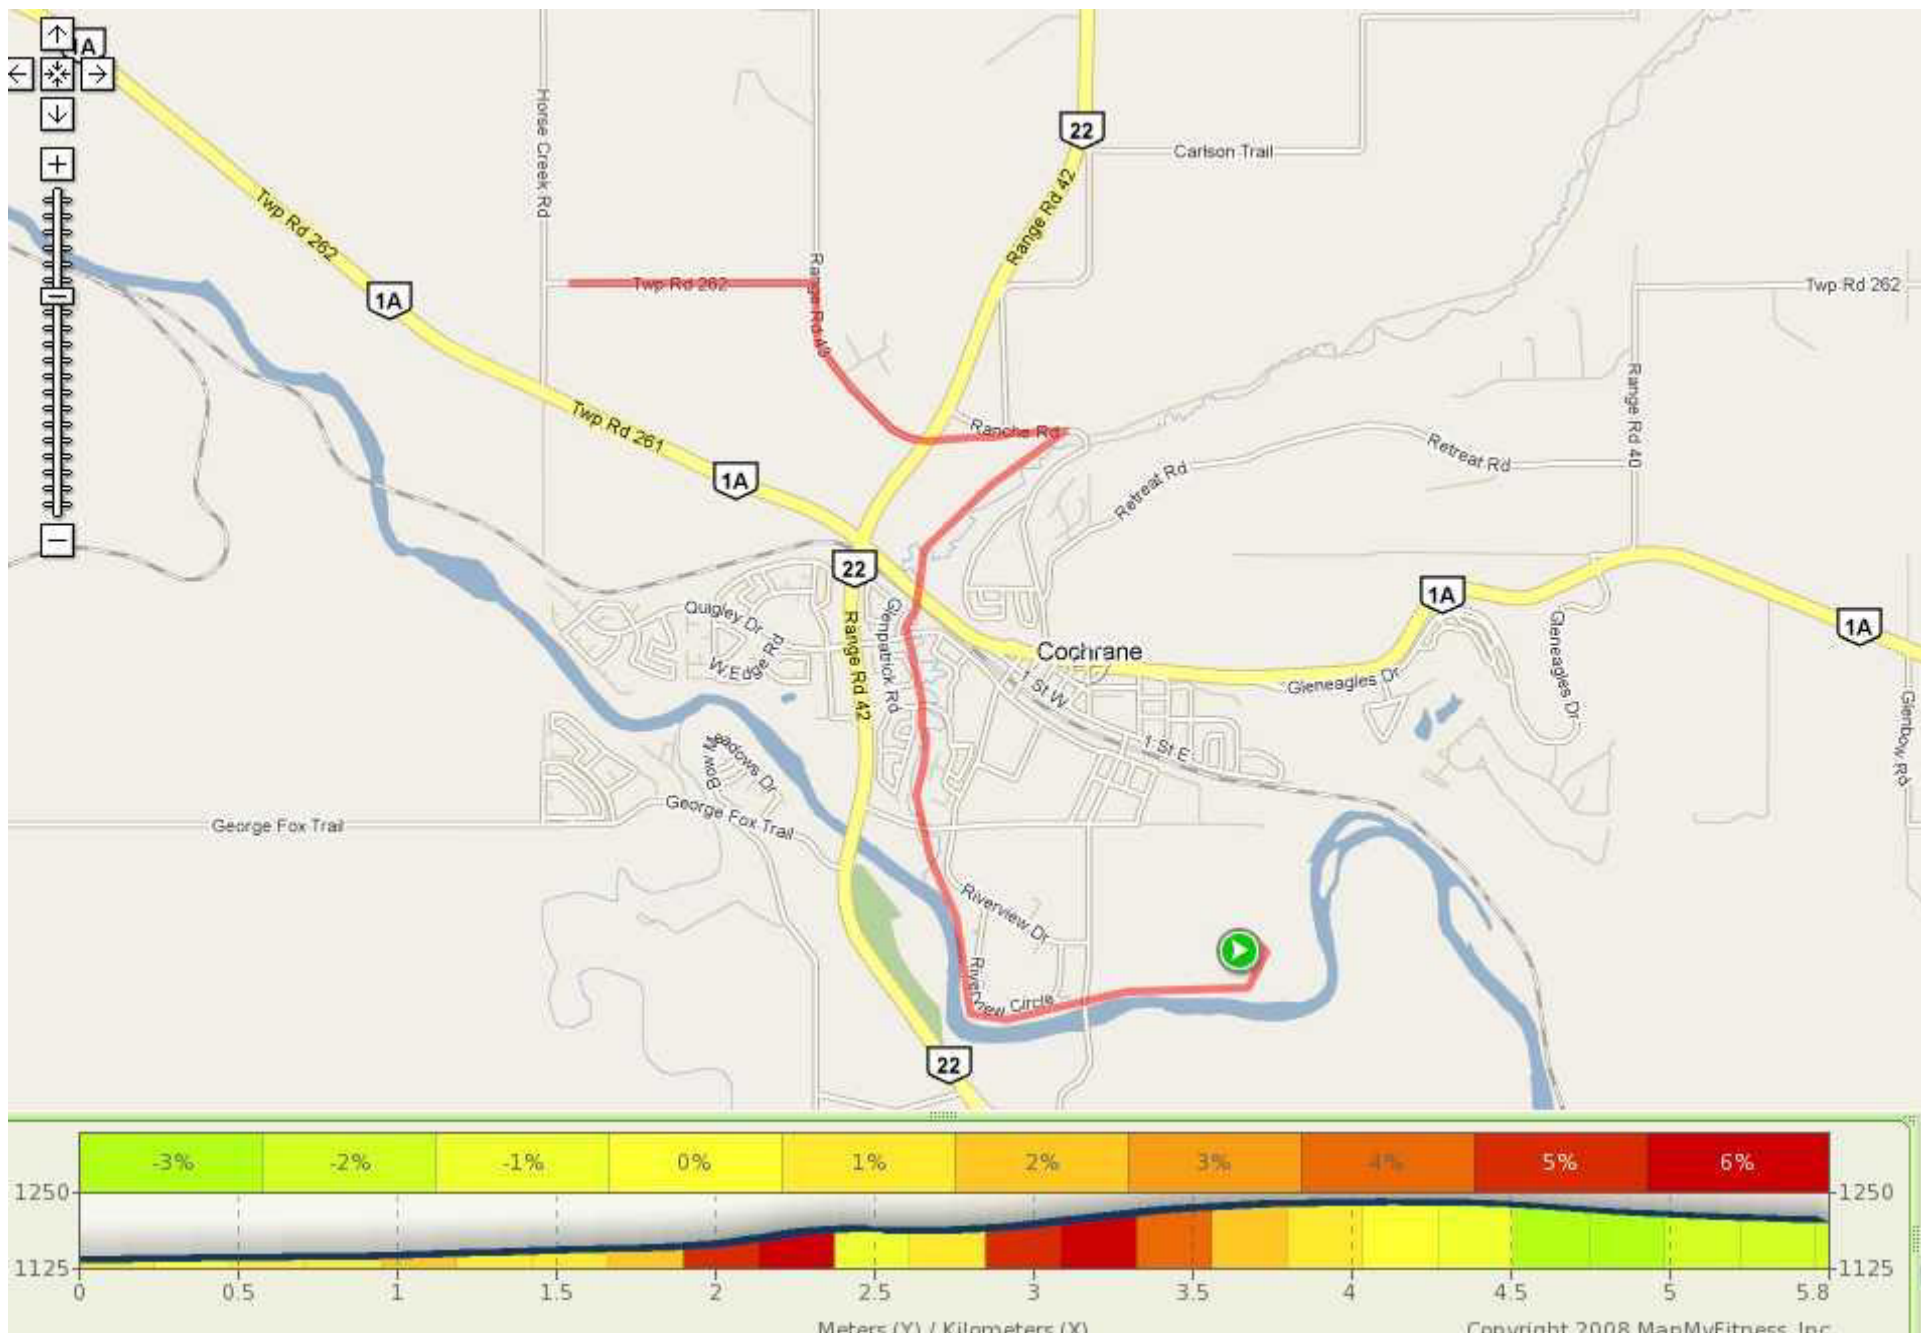 1A
22
Carlson Trail
Horse Creek Rd
Twp Rd 262
Range Rd 42
1A
Twp Rd 262
Range Rd 43
Twp Rd 262
Twp Rd 261
Ranche Rd
Range Rd 40
Retreat Rd
Retreat Rd
1A
22
1A
1A
Quigley Dr
W Edge Rd
Glenpatrick Rd
Range Rd 42
Cochrane
1 St W
Gleneagles Dr
Gleneagles Dr
Glenbow Rd
1 St E
Bow M
eadows Dr
George Fox Trail
George Fox Trail
Riverview Dr
Riverview Circle
22
-3% -2% -1% 0% 1% 2% 3% 4% 5% 6%
1250 1250
1125 1125
0 0.5 1 1.5 2 2.5 3 3.5 4 4.5 5 5.8
Meters (Y) / Kilometers (X) Copyright 2008 MapMyFitness, Inc